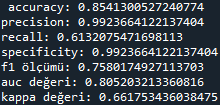 accuracy: 0.8541300527240774
precision: 0.9923664122137404
recall: 0.6132075471698113
specificity: 0.9923664122137404
f1 ölçümü: 0.7580174927113703
auc değeri: 0.805203213360816
kappa değeri: 0.661753436038475